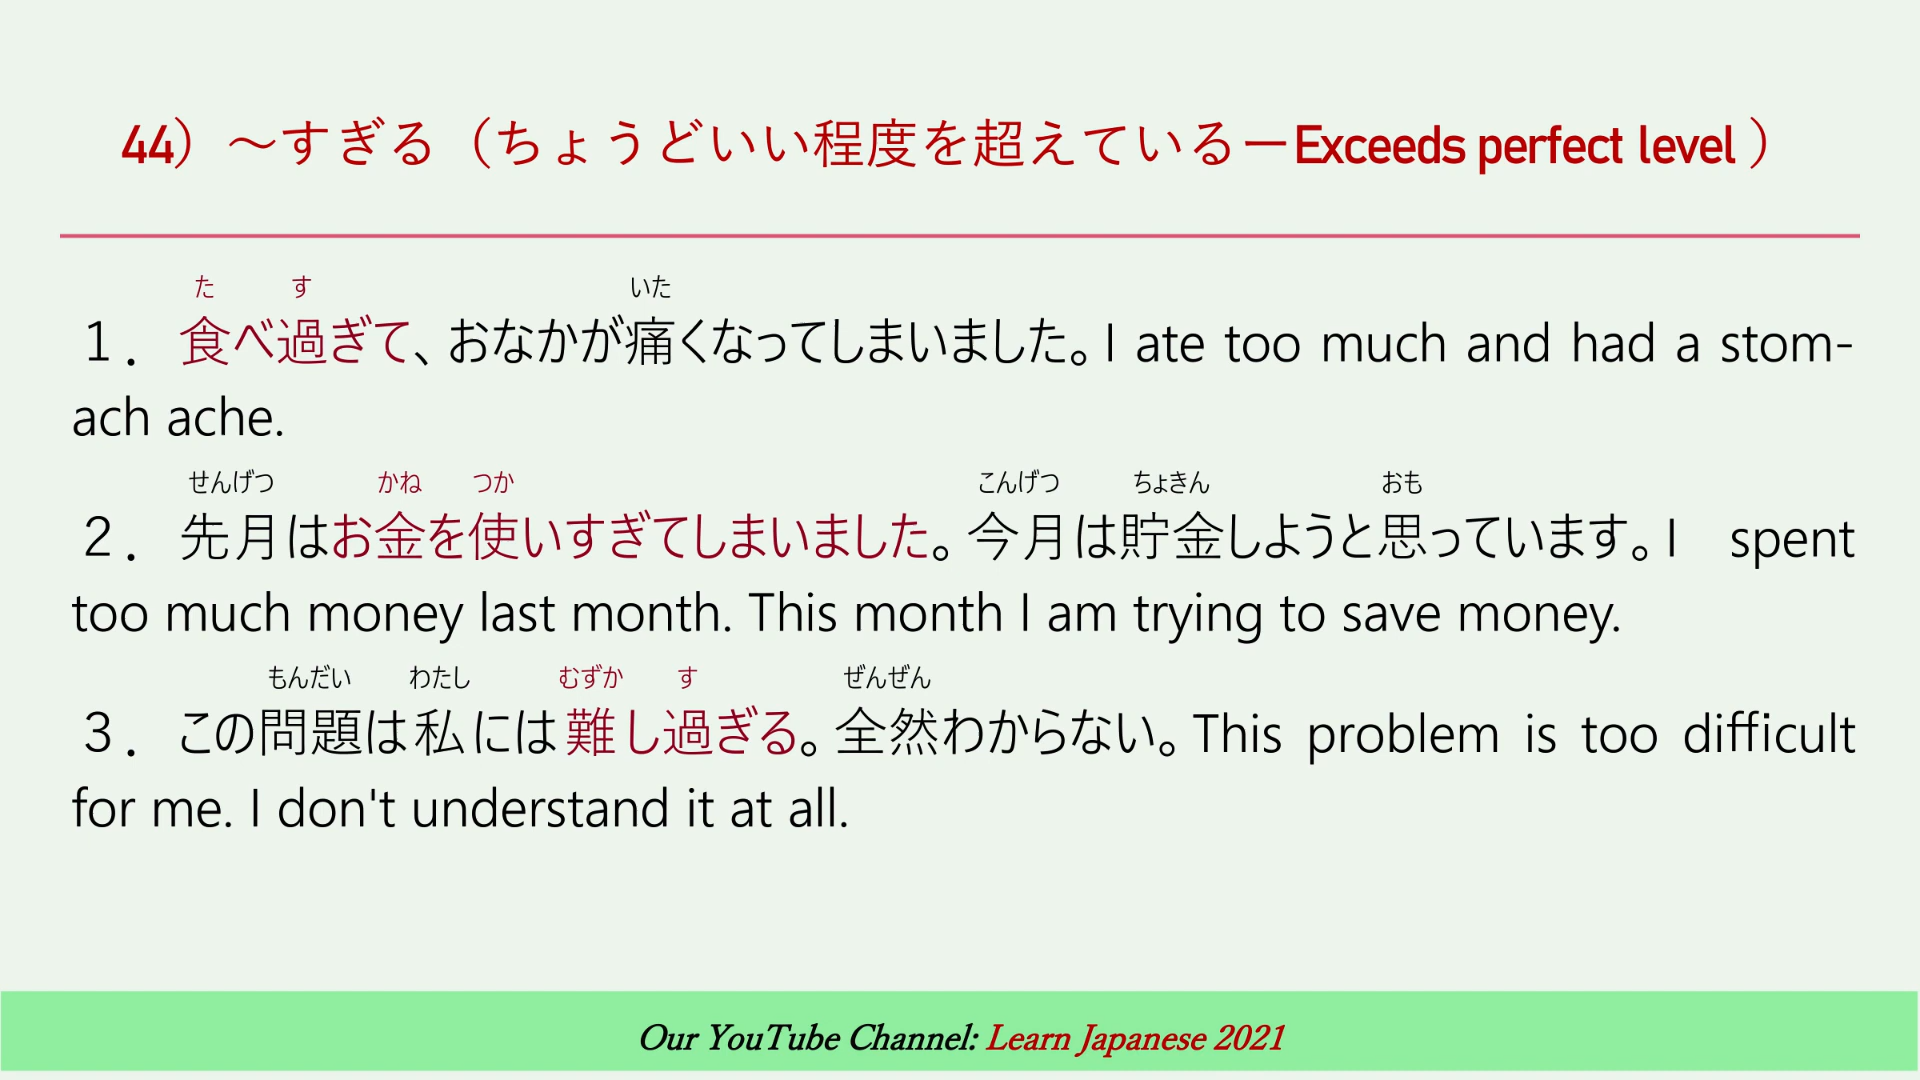 44）～すぎる（ちょうどいい程度を超えているーExceeds perfect level ）
た す いた
１．食べ過ぎて、おなかが痛くなってしまいました。I ate too much and had a stom-
ach ache.
せんげつ かね つか こんげつ ちょきん おも
２．先月はお金を使いすぎてしまいました。今月は貯金しようと思っています。I spent
too much money last month. This month I am trying to save money.
もんだい わたし むずか す ぜんぜん
３．この問題は私には難し過ぎる。全然わからない。This problem is too difficult
for me. I don't understand it at all.
Our YouTube Channel: Learn Japanese 2021